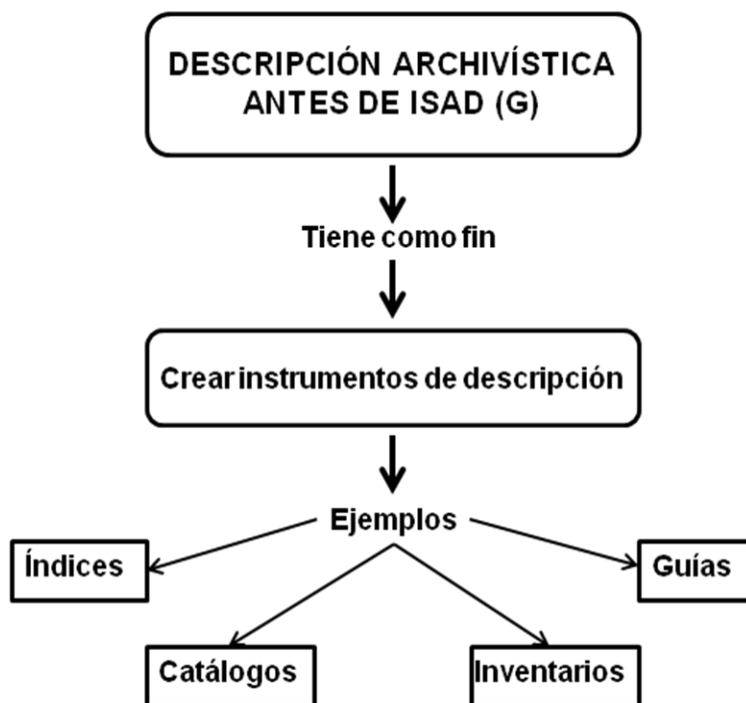 DESCRIPCIÓN ARCHIVÍSTICA
ANTES DE ISAD (G)
Tiene como fin
Crear instrumentos de descripción
Ejemplos
Índices
Guías
Catálogos
Inventarios